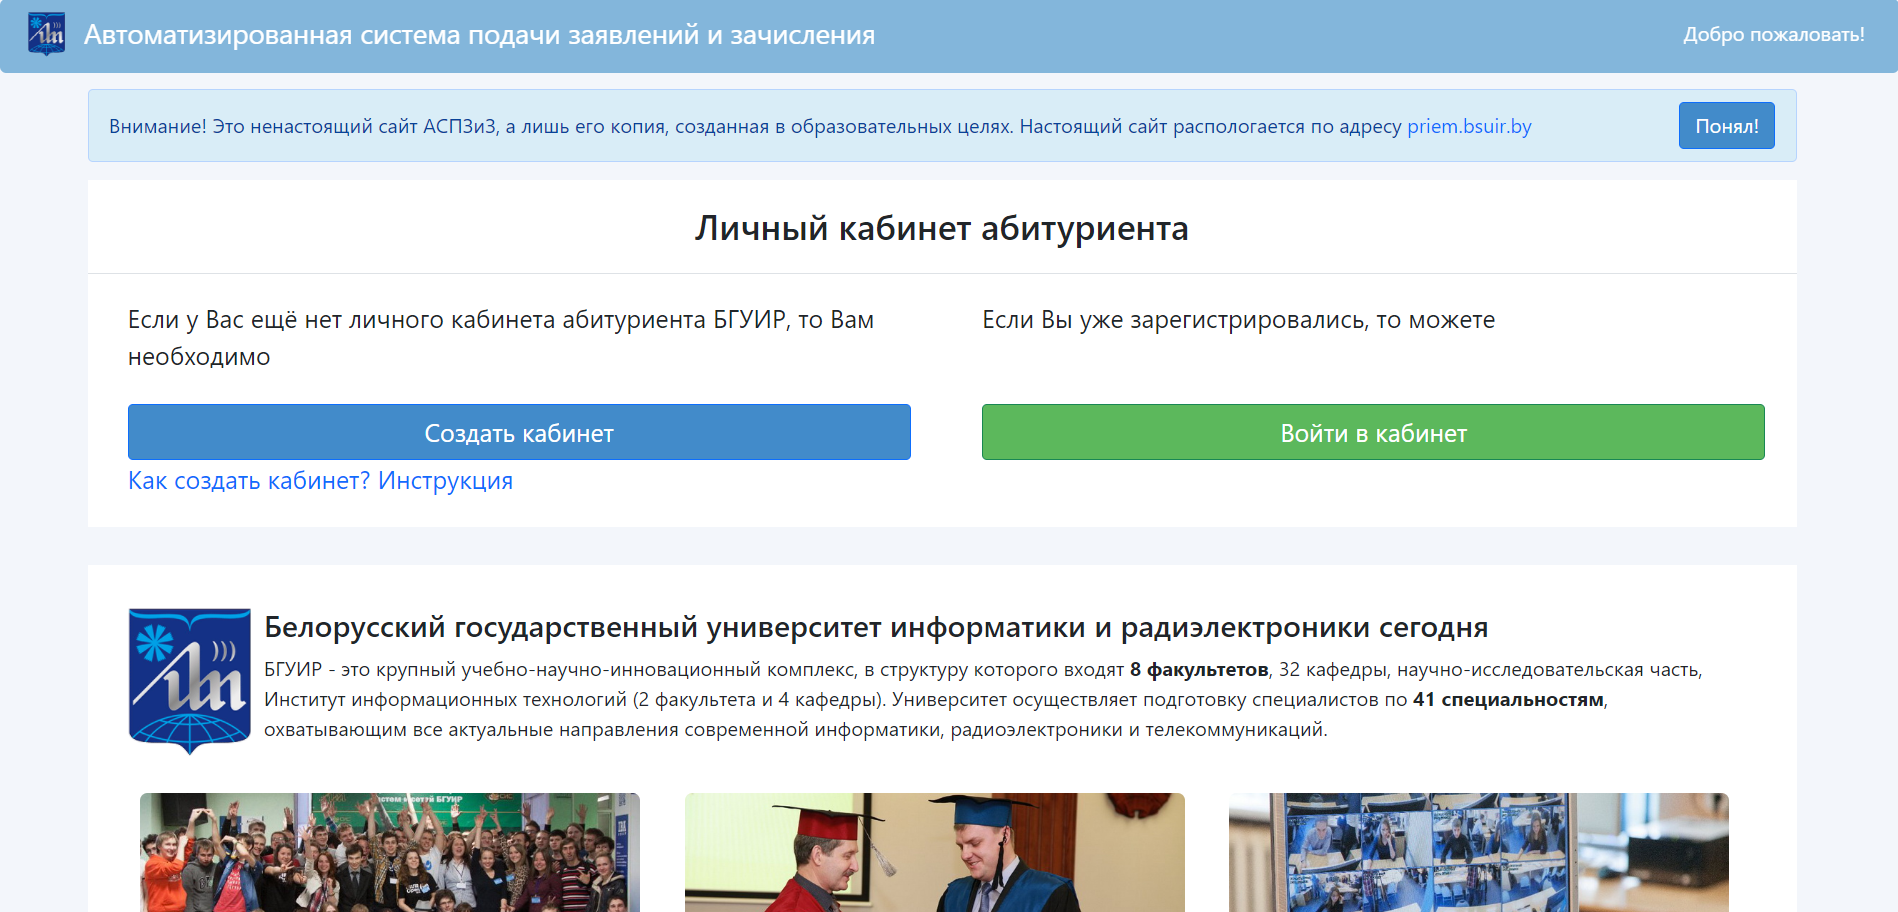 Автоматизированная система подачи заявлений и зачисления
Добро пожаловать!
Внимание! Это ненастоящий сайт АСПЗиЗ, а лишь его копия, созданная в образовательных целях. Настоящий сайт распологается по адресу priem.bsuir.by
Понял!
Личный кабинет абитуриента
Если у Вас ещё нет личного кабинета абитуриента БГУИР, то Вам
необходимо
Создать кабинет
Как создать кабинет? Инструкция
Если Вы уже зарегистрировались, то можете
Войти в кабинет
Белорусский государственный университет информатики и радиэлектроники сегодня
БГУИР - это крупный учебно-научно-инновационный комплекс, в структуру которого входят 8 факультетов, 32 кафедры, научно-исследовательская часть,
Институт информационных технологий (2 факультета и 4 кафедры). Университет осуществляет подготовку специалистов по 41 специальностям,
охватывающим все актуальные направления современной информатики, радиоэлектроники и телекоммуникаций.
БГУИР